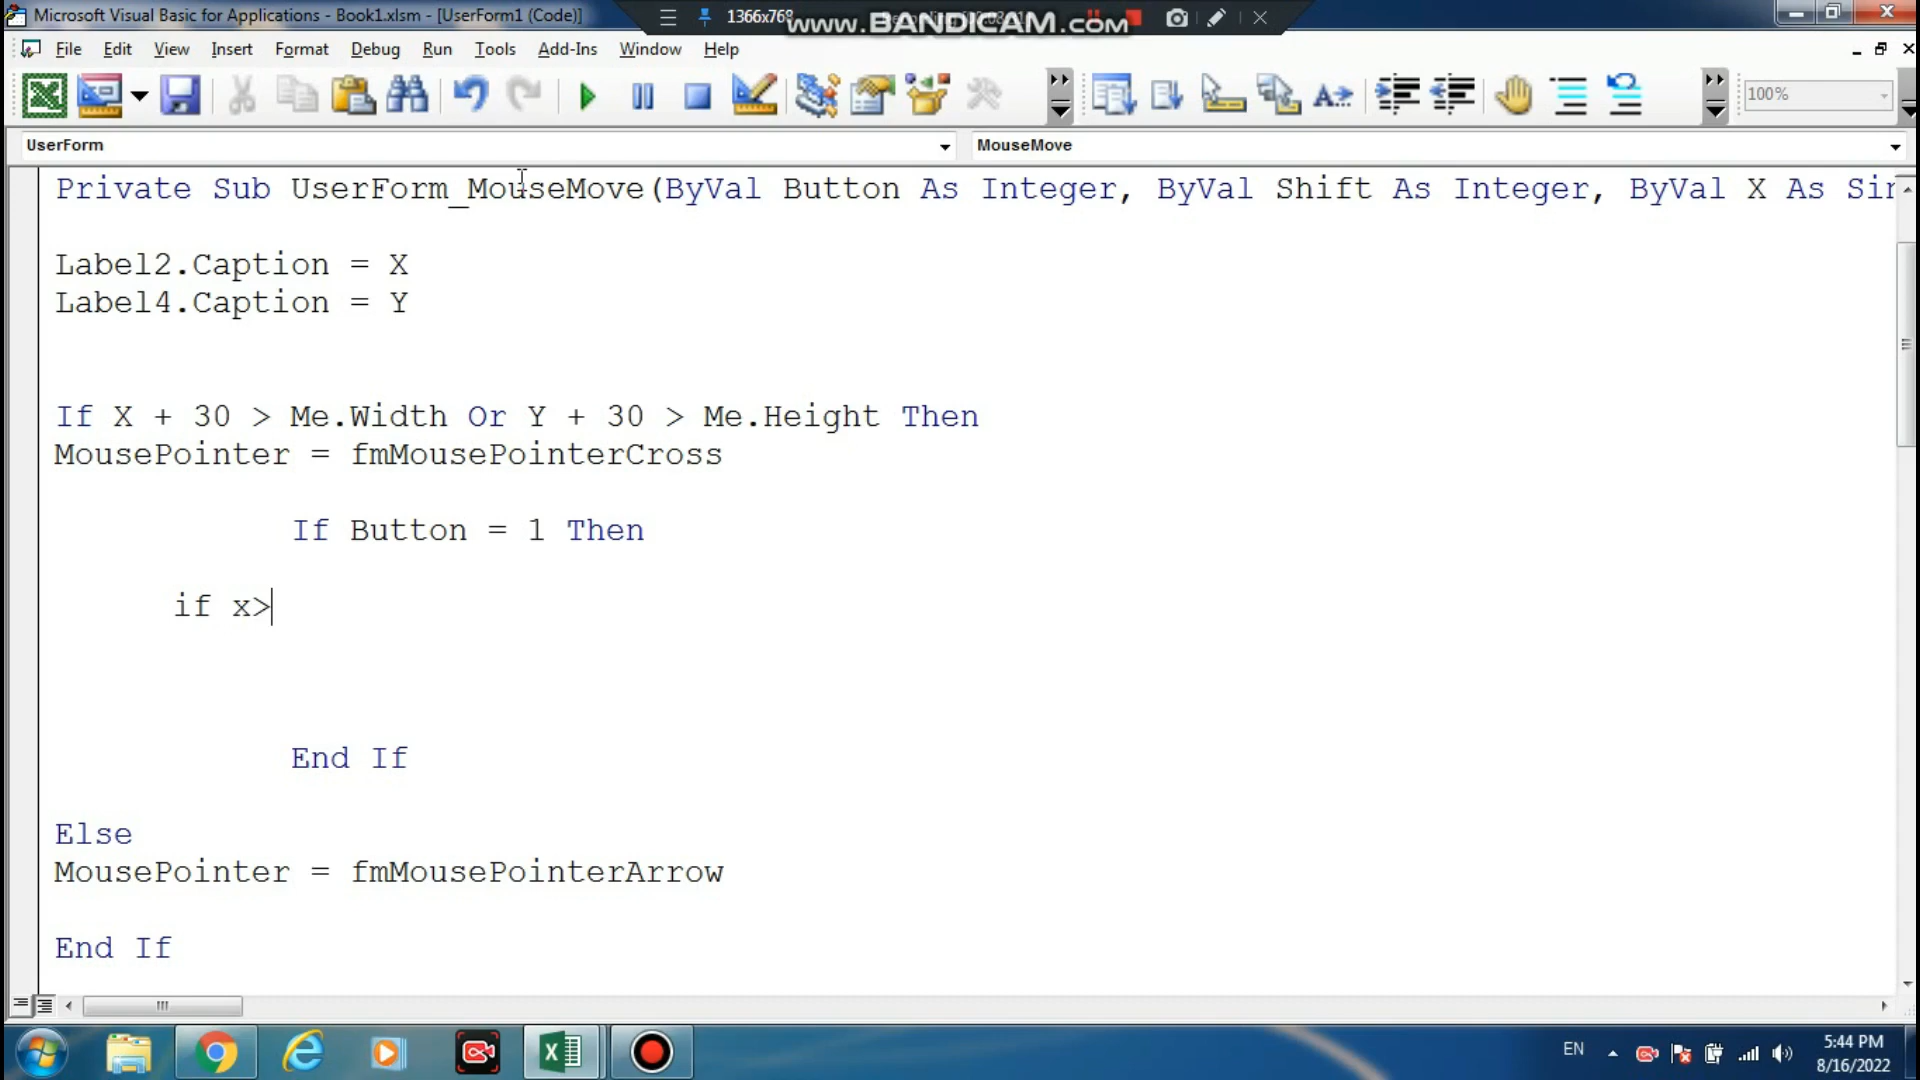 Microsoft Visual Basic for Applications - Book1.xlsm - [UserForm1 (Code)]
1366x768
www.BANDICAM.com
File Edit View Insert Format Debug Run Tools Add-Ins Window Help
100%
UserForm
MouseMove
Private Sub UserForm_MouseMove(ByVal Button As Integer, ByVal Shift As Integer, ByVal X As Sin
Label2.Caption = X
Label4.Caption = Y
If X + 30 > Me.Width Or Y + 30 > Me.Height Then
MousePointer = fmMousePointerCross
If Button = 1 Then
if x>
End If
Else
MousePointer = fmMousePointerArrow
End If
EN
5:44 PM
8/16/2022